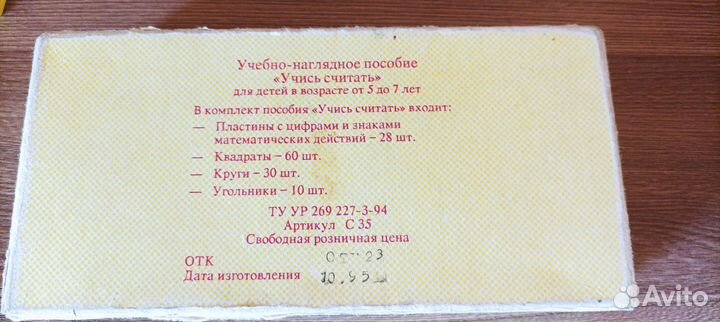 Учебно-наглядное пособие
«Учись считать»
для детей в возрасте от 5 до 7 лет
В комплект пособия «Учись считать» входит:
— Пластины с цифрами и знаками
математических действий – 28 шт.
— Квадраты – 60 шт.
— Круги – 30 шт.
— Угольники – 10 шт.
ТУ УР 269 227-3-94
Артикул С 35
Свободная розничная цена
ОТК 23
Дата изготовления 10.95
Avito